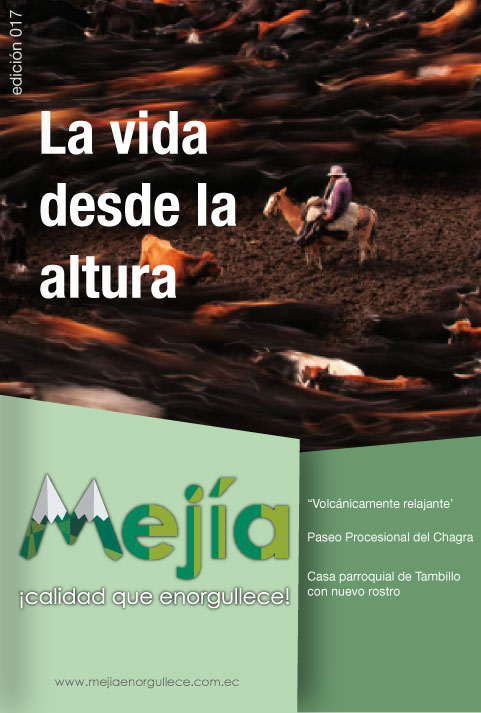 edición 017
La vida
desde la
altura
Mejía
¡calidad que enorgullece!
“Volcánicamente relajante’
Paseo Procesional del Chagra
Casa parroquial de Tambillo
con nuevo rostro
www.mejiaenorgullece.com.ec